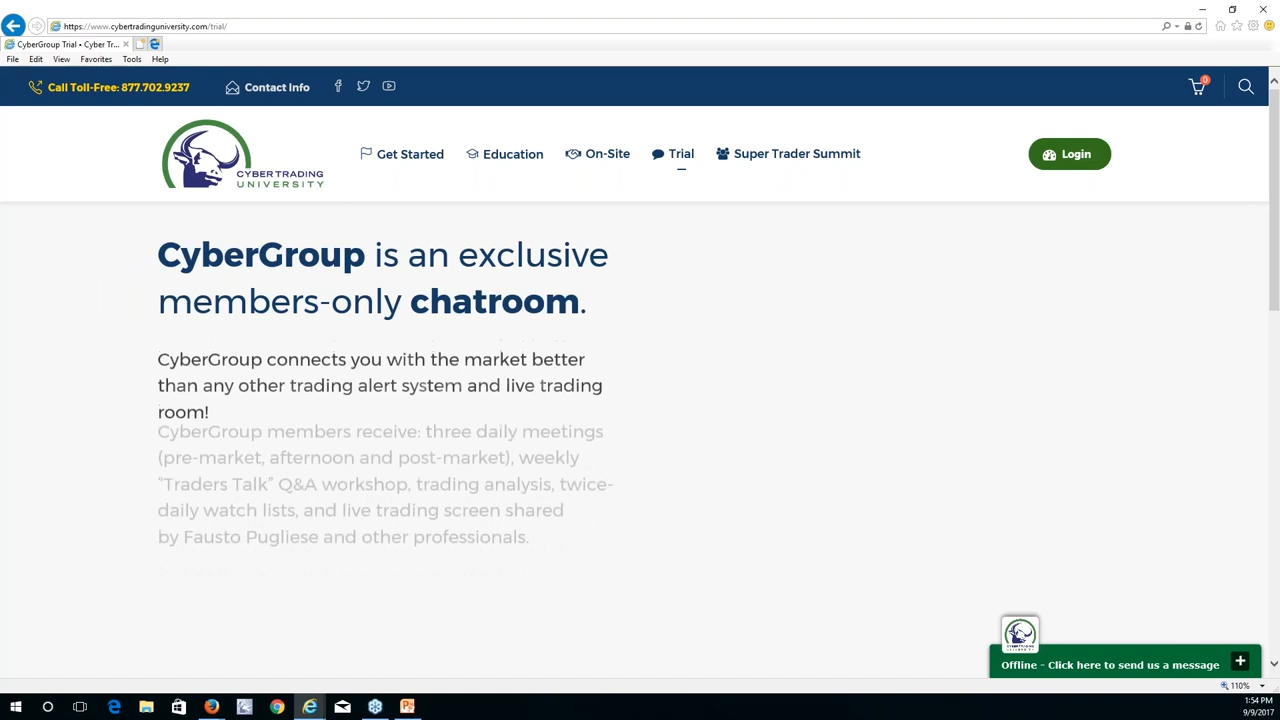 https://www.cybertradinguniversity.com/trial/
CyberGroup Trial • Cyber Tr...
File Edit View Favorites Tools Help
Call Toll-Free: 877.702.9237 Contact Info 0
CYBERTRADING
UNIVERSITY
Get Started Education On-Site Trial Super Trader Summit Login
CyberGroup is an exclusive
members-only chatroom.
CyberGroup connects you with the market better
than any other trading alert system and live trading
room!
CyberGroup members receive: three daily meetings
(pre-market, afternoon and post-market), weekly
"Traders Talk" Q&A workshop, trading analysis, twice-
daily watch lists, and live trading screen shared
by Fausto Pugliese and other professionals.
Offline - Click here to send us a message
110%
1:54 PM
9/9/2017